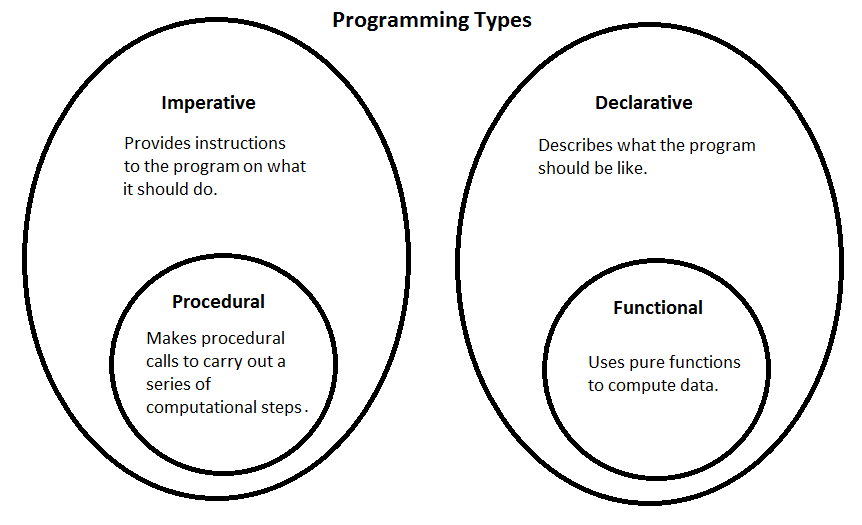 Programming Types
Imperative
Provides instructions
to the program on what
it should do.
Procedural
Makes procedural
calls to carry out a
series of
computational steps.
Declarative
Describes what the program
should be like.
Functional
Uses pure functions
to compute data.